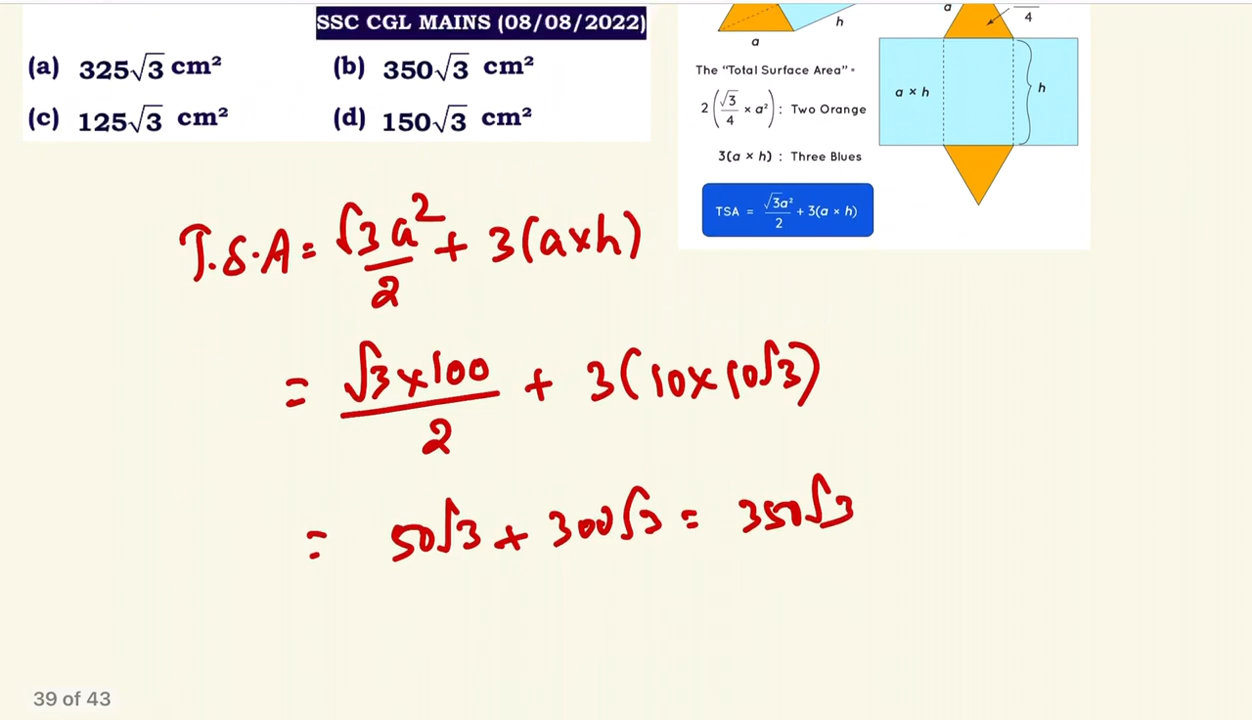 SSC CGL MAINS (08/08/2022)
(a) 325√3 cm² (b) 350√3 cm²
(c) 125√3 cm² (d) 150√3 cm²
a
h
The “Total Surface Area” =
2(√3/4 × a²) : Two Orange
3(a × h) : Three Blues
TSA = √3a²/2 + 3(a × h)
a
4
a × h
h
T.S.A = √3a²/2 + 3(a×h)
= √3×100/2 + 3(10×10√3)
= 50√3 + 300√3 = 350√3
39 of 43